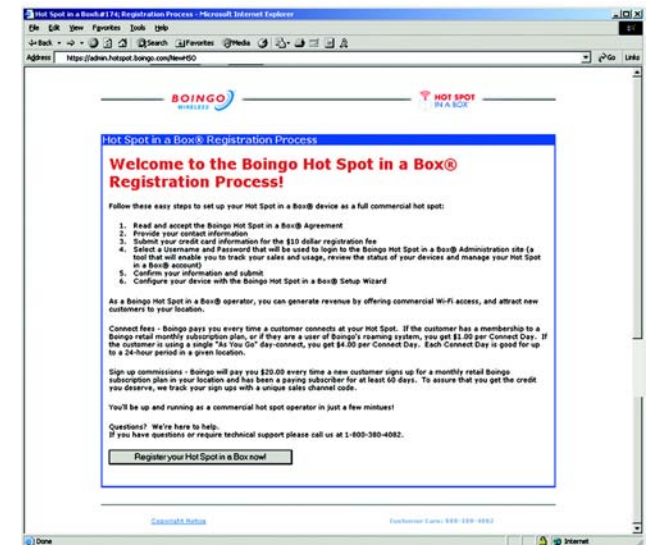 Hot Spot in a Box&#174; Registration Process - Microsoft Internet Explorer
File Edit View Favorites Tools Help
Back Search Favorites Media
Address https://admin.hotspot.boingo.com/NewHSO Go Links
BOINGO WIRELESS
HOT SPOT IN A BOX
Hot Spot in a Box® Registration Process
Welcome to the Boingo Hot Spot in a Box®
Registration Process!
Follow these easy steps to set up your Hot Spot in a Box® device as a full commercial hot spot:
1. Read and accept the Boingo Hot Spot in a Box® Agreement
2. Provide your contact information
3. Submit your credit card information for the $10 dollar registration fee
4. Select a Username and Password that will be used to login to the Boingo Hot Spot in a Box® Administration site (a
tool that will enable you to track your sales and usage, review the status of your devices and manage your Hot Spot
in a Box® account)
5. Confirm your information and submit
6. Configure your device with the Boingo Hot Spot in a Box® Setup Wizard
As a Boingo Hot Spot in a Box® operator, you can generate revenue by offering commercial Wi-Fi access, and attract new
customers to your location.
Connect fees - Boingo pays you every time a customer connects at your Hot Spot. If the customer has a membership to a
Boingo retail monthly subscription plan, or if they are a user of Boingo's roaming system, you get $1.00 per Connect Day. If
the customer is using a single "As You Go" day-connect, you get $4.00 per Connect Day. Each Connect Day is good for up
to a 24-hour period in a given location.
Sign up commissions - Boingo will pay you $20.00 every time a new customer signs up for a monthly retail Boingo
subscription plan in your location and has been a paying subscriber for at least 60 days. To assure that you get the credit
you deserve, we track your sign ups with a unique sales channel code.
You'll be up and running as a commercial hot spot operator in just a few mintues!
Questions? We're here to help.
If you have questions or require technical support please call us at 1-800-380-4082.
Register your Hot Spot in a Box now!
Copyright Notice Customer Care:
Done Internet